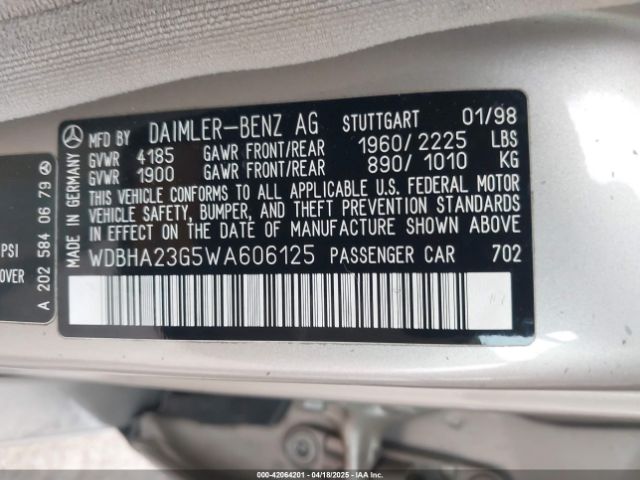 MFD BY DAIMLER-BENZ AG STUTTGART 01/98
GVWR 4185 GAWR FRONT/REAR 1960/2225 LBS
GVWR 1900 GAWR FRONT/REAR 890/1010 KG
THIS VEHICLE CONFORMS TO ALL APPLICABLE U.S. FEDERAL MOTOR
VEHICLE SAFETY, BUMPER, AND THEFT PREVENTION STANDARDS
IN EFFECT ON THE DATE OF MANUFACTURE SHOWN ABOVE
WDBHA23G5WA606125 PASSENGER CAR 702
MADE IN GERMANY
A 202 584 06 79
PSI
OVER
000-42064201 - 04/18/2025 - IAAI.COM